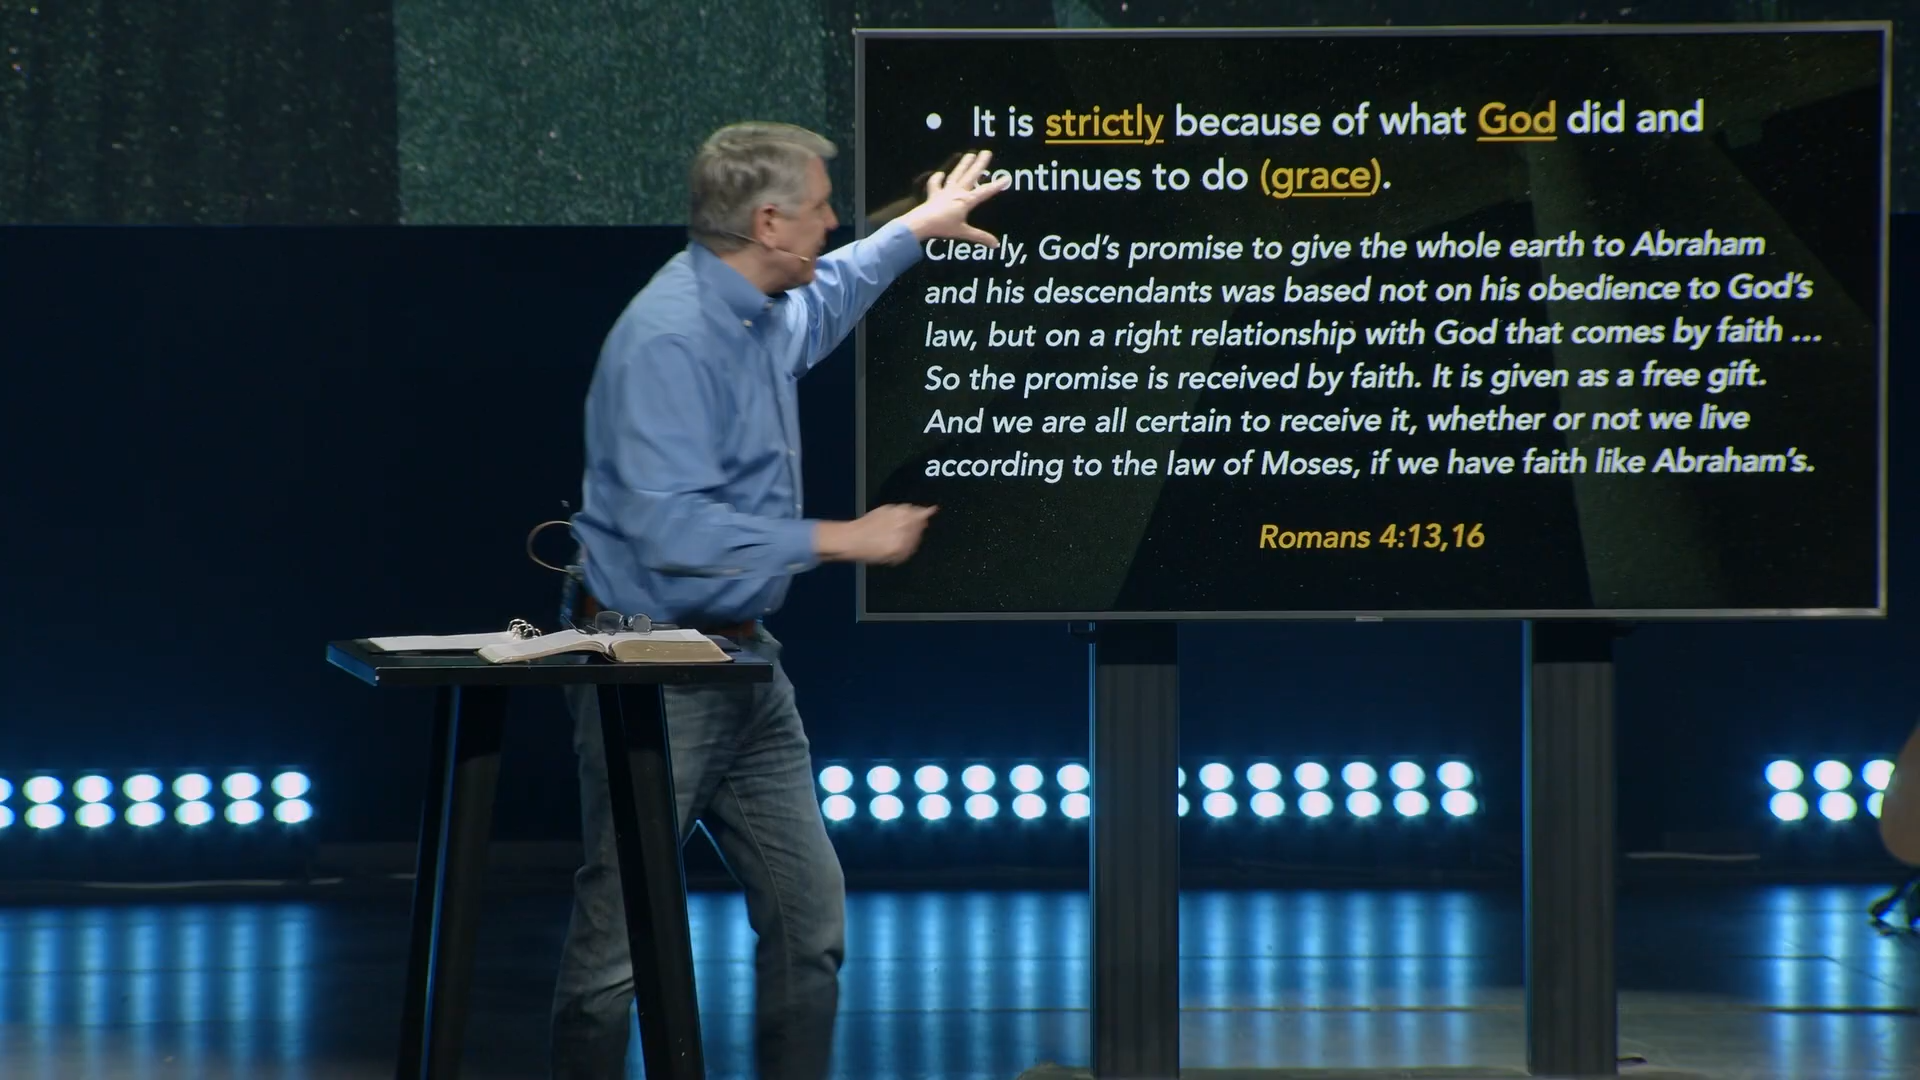 • It is strictly because of what God did and
continues to do (grace).
Clearly, God's promise to give the whole earth to Abraham
and his descendants was based not on his obedience to God's
law, but on a right relationship with God that comes by faith ...
So the promise is received by faith. It is given as a free gift.
And we are all certain to receive it, whether or not we live
according to the law of Moses, if we have faith like Abraham's.
Romans 4:13,16